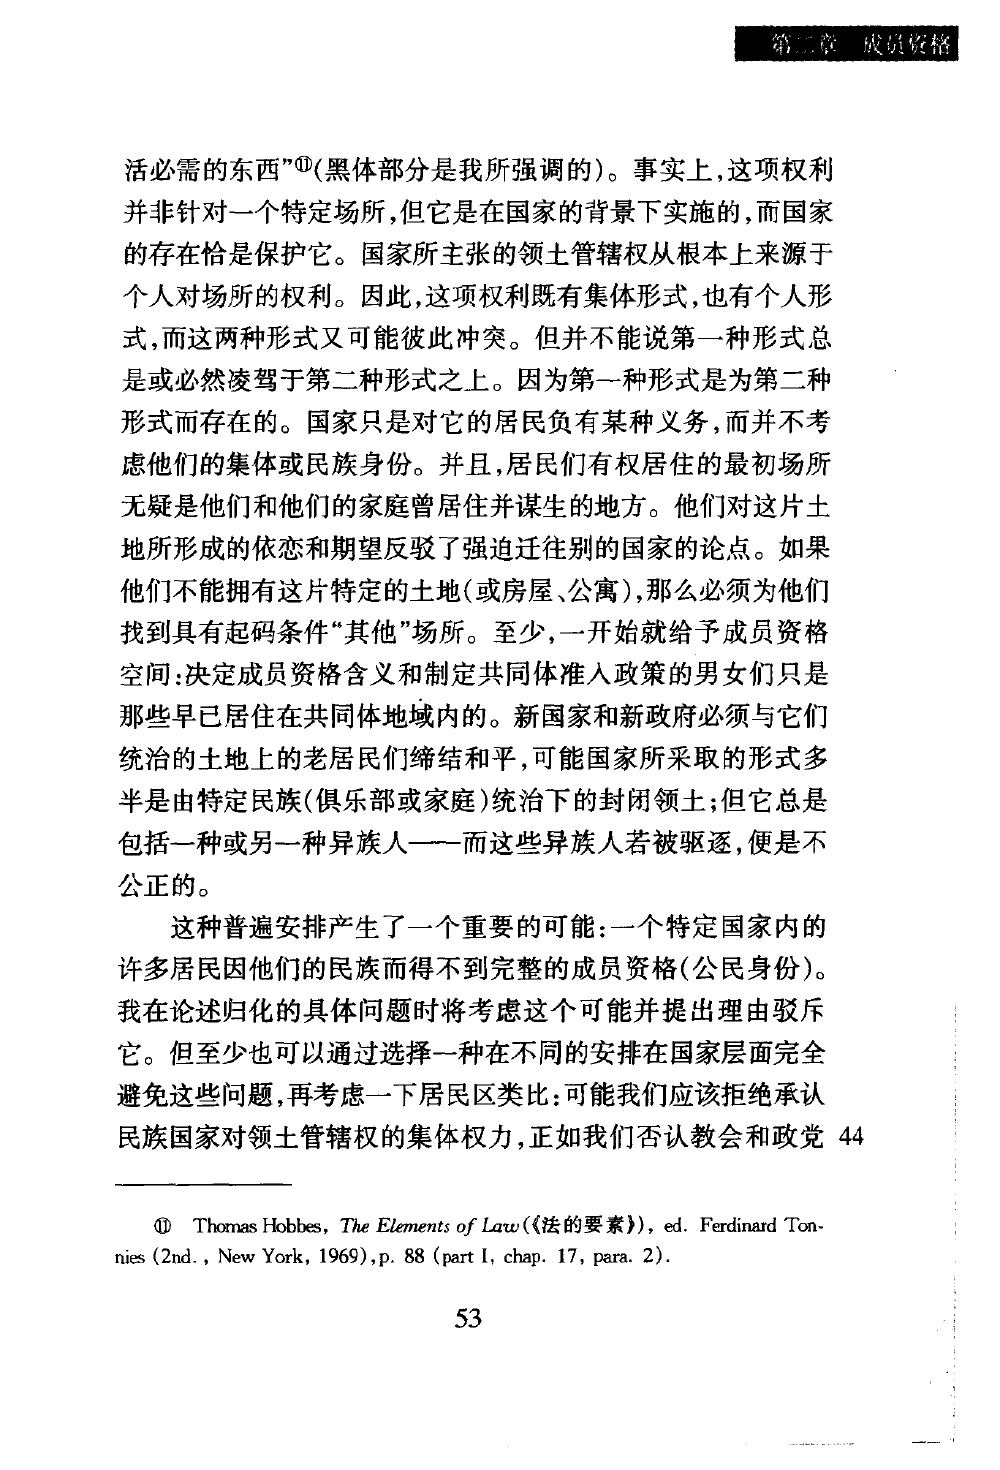 第二章 成员资格
活必需的东西”⑪(黑体部分是我所强调的)。事实上,这项权利
并非针对一个特定场所,但它是在国家的背景下实施的,而国家
的存在恰是保护它。国家所主张的领土管辖权从根本上来源于
个人对场所的权利。因此,这项权利既有集体形式,也有个人形
式,而这两种形式又可能彼此冲突。但并不能说第一种形式总
是或必然凌驾于第二种形式之上。因为第一种形式是为第二种
形式而存在的。国家只是对它的居民负有某种义务,而并不考
虑他们的集体或民族身份。并且,居民们有权居住的最初场所
无疑是他们和他们的家庭曾居住并谋生的地方。他们对这片土
地所形成的依恋和期望反驳了强迫迁往别的国家的论点。如果
他们不能拥有这片特定的土地(或房屋、公寓),那么必须为他们
找到具有起码条件“其他”场所。至少,一开始就给予成员资格
空间:决定成员资格含义和制定共同体准入政策的男女们只是
那些早已居住在共同体地域内的。新国家和新政府必须与它们
统治的土地上的老居民们缔结和平,可能国家所采取的形式多
半是由特定民族(俱乐部或家庭)统治下的封闭领土;但它总是
包括一种或另一种异族人——而这些异族人若被驱逐,便是不
公正的。
这种普遍安排产生了一个重要的可能:一个特定国家内的
许多居民因他们的民族而得不到完整的成员资格(公民身份)。
我在论述归化的具体问题时将考虑这个可能并提出理由驳斥
它。但至少也可以通过选择一种在不同的安排在国家层面完全
避免这些问题,再考虑一下居民区类比:可能我们应该拒绝承认
民族国家对领土管辖权的集体权力,正如我们否认教会和政党 44
⑪ Thomas Hobbes, The Elements of Law(《法的要素》), ed. Ferdinard Ton-
nies (2nd., New York, 1969),p. 88 (part I, chap. 17, para. 2).
53